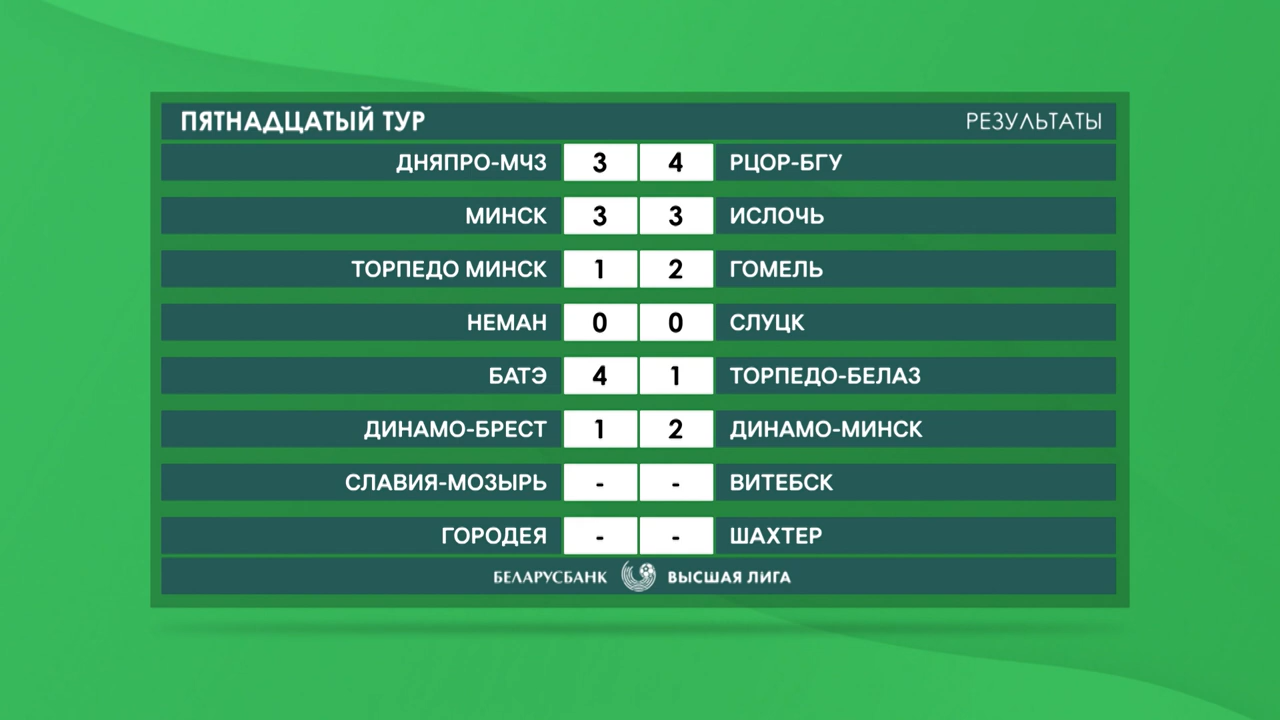 ПЯТНАДЦАТЫЙ ТУР РЕЗУЛЬТАТЫ
ДНЯПРО-МЧЗ 3 4 РЦОР-БГУ
МИНСК 3 3 ИСЛОЧЬ
ТОРПЕДО МИНСК 1 2 ГОМЕЛЬ
НЕМАН 0 0 СЛУЦК
БАТЭ 4 1 ТОРПЕДО-БЕЛАЗ
ДИНАМО-БРЕСТ 1 2 ДИНАМО-МИНСК
СЛАВИЯ-МОЗЫРЬ - - ВИТЕБСК
ГОРОДЕЯ - - ШАХТЕР
БЕЛАРУСБАНК ВЫСШАЯ ЛИГА